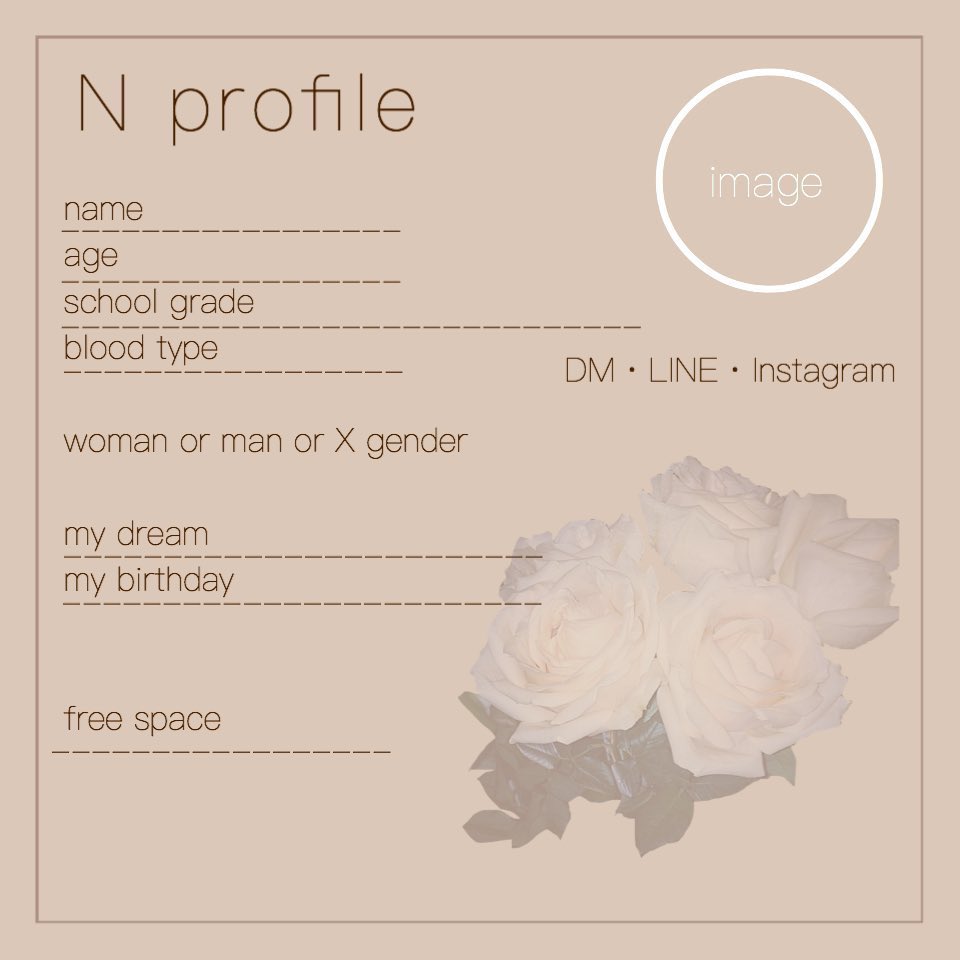 N profile
image
name
age
school grade
blood type
DM・LINE・Instagram
woman or man or X gender
my dream
my birthday
free space